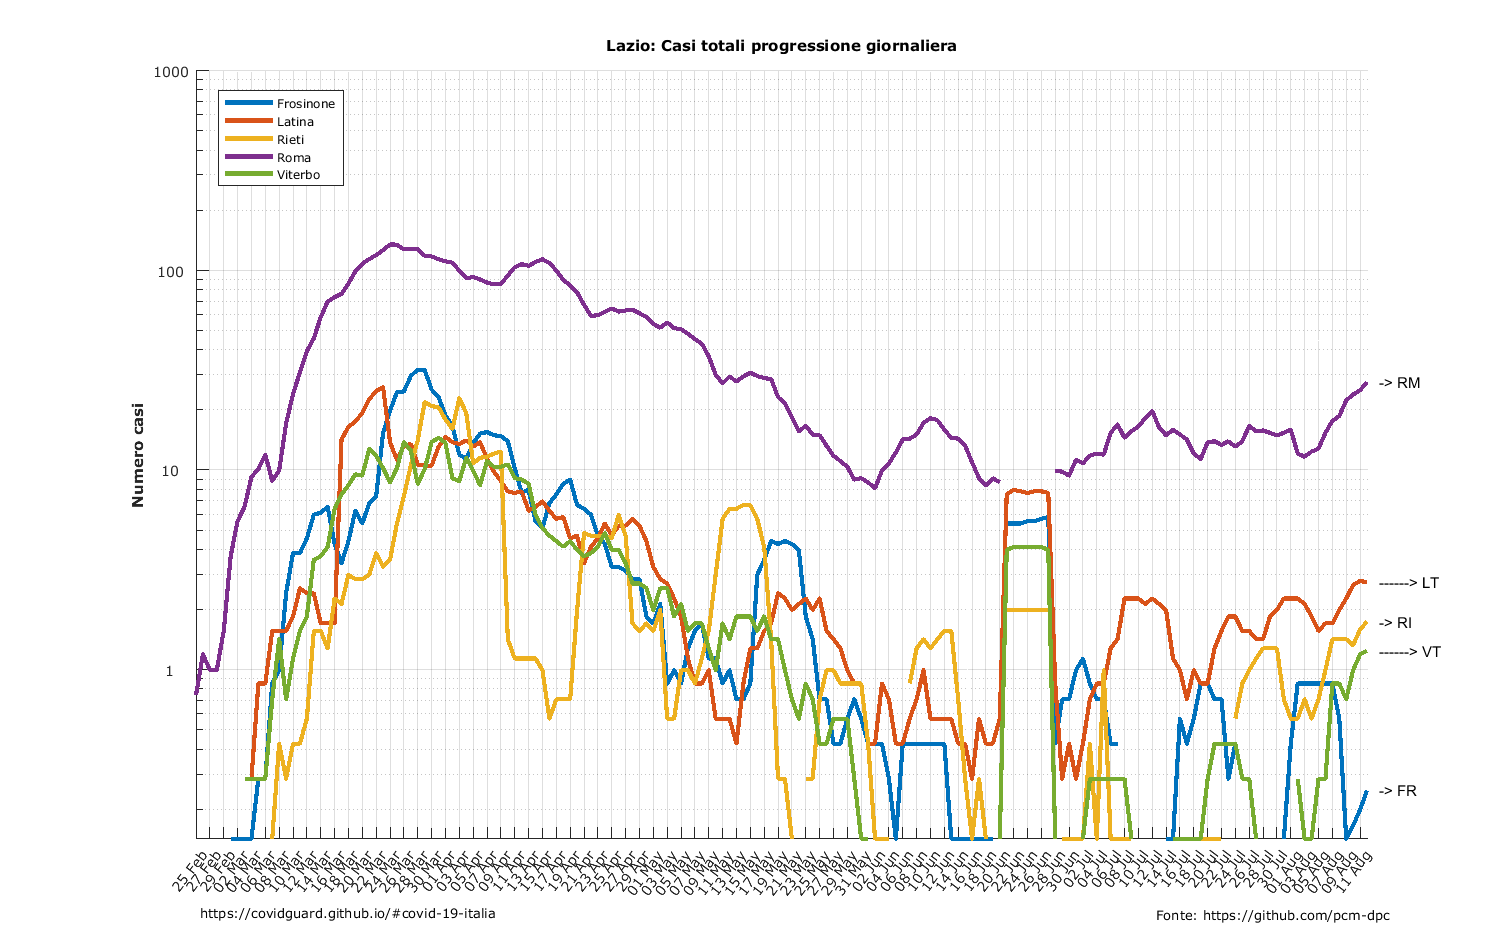 Lazio: Casi totali progressione giornaliera
1000
100
10
1
Numero casi
Frosinone
Latina
Rieti
Roma
Viterbo
-> RM
------> LT
-> RI
------> VT
-> FR
25 Feb
27 Feb
29 Feb
02 Mar
04 Mar
06 Mar
08 Mar
10 Mar
12 Mar
14 Mar
16 Mar
18 Mar
20 Mar
22 Mar
24 Mar
26 Mar
28 Mar
30 Mar
01 Apr
03 Apr
05 Apr
07 Apr
09 Apr
11 Apr
13 Apr
15 Apr
17 Apr
19 Apr
21 Apr
23 Apr
25 Apr
27 Apr
29 Apr
01 May
03 May
05 May
07 May
09 May
11 May
13 May
15 May
17 May
19 May
21 May
23 May
25 May
27 May
29 May
31 May
02 Jun
04 Jun
06 Jun
08 Jun
10 Jun
12 Jun
14 Jun
16 Jun
18 Jun
20 Jun
22 Jun
24 Jun
26 Jun
28 Jun
30 Jun
02 Jul
04 Jul
06 Jul
08 Jul
10 Jul
12 Jul
14 Jul
16 Jul
18 Jul
20 Jul
22 Jul
24 Jul
26 Jul
28 Jul
30 Jul
01 Aug
03 Aug
05 Aug
07 Aug
09 Aug
11 Aug
https://covidguard.github.io/#covid-19-italia
Fonte: https://github.com/pcm-dpc